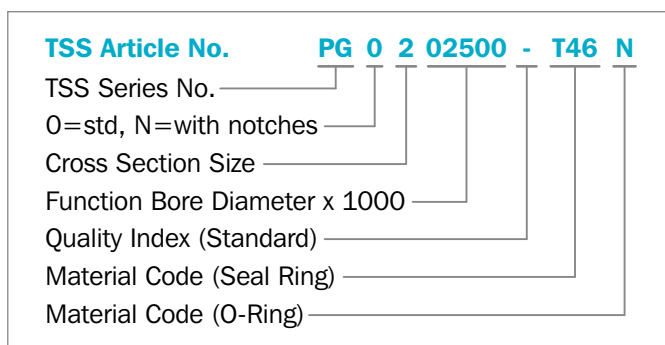 TSS Article No. PG 0 2 02500 - T46 N
TSS Series No.
0=std, N=with notches
Cross Section Size
Function Bore Diameter x 1000
Quality Index (Standard)
Material Code (Seal Ring)
Material Code (O-Ring)